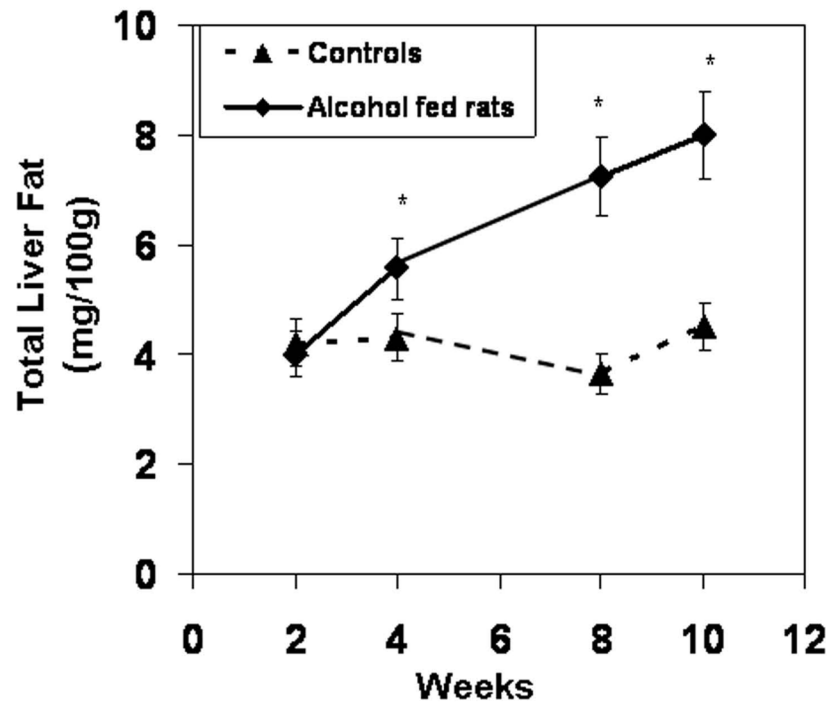 Controls
Alcohol fed rats
10
8
6
4
2
0
Total Liver Fat
(mg/100g)
*
*
*
0 2 4 8 10 12
Weeks